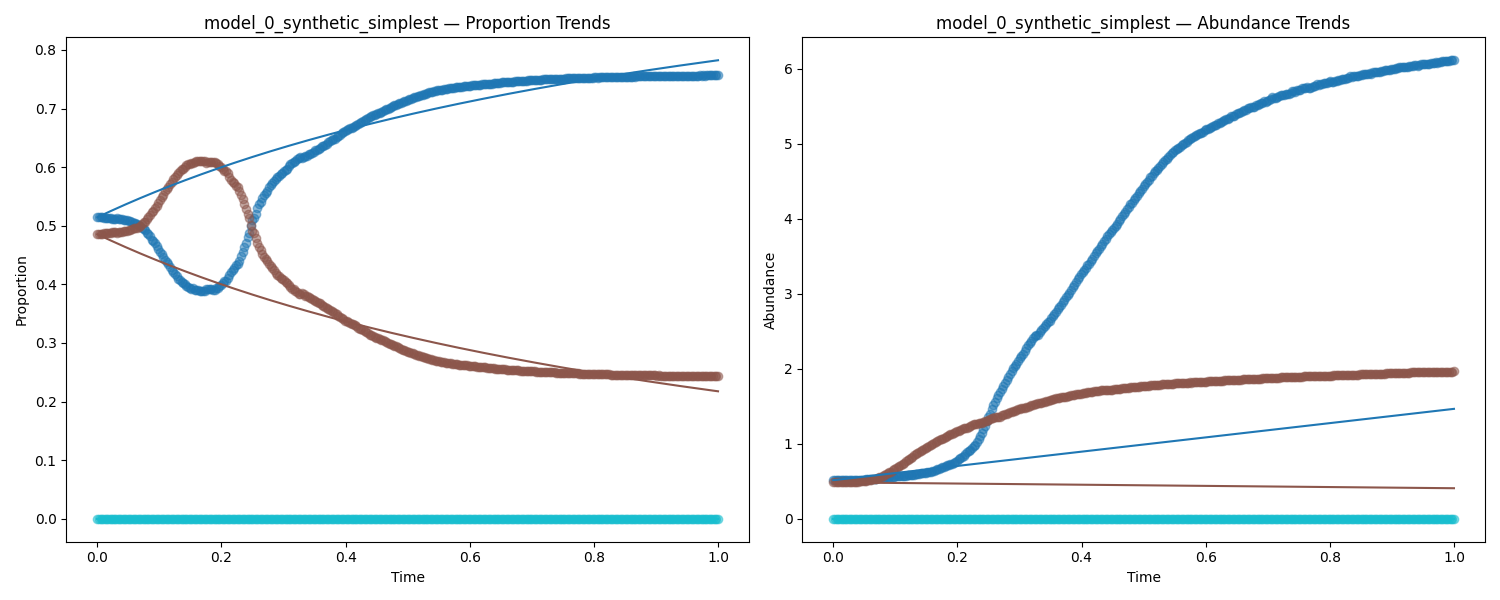 model_0_synthetic_simplest — Proportion Trends
Proportion
0.8
0.7
0.6
0.5
0.4
0.3
0.2
0.1
0.0
0.0 0.2 0.4 0.6 0.8 1.0
Time
model_0_synthetic_simplest — Abundance Trends
Abundance
6
5
4
3
2
1
0
0.0 0.2 0.4 0.6 0.8 1.0
Time